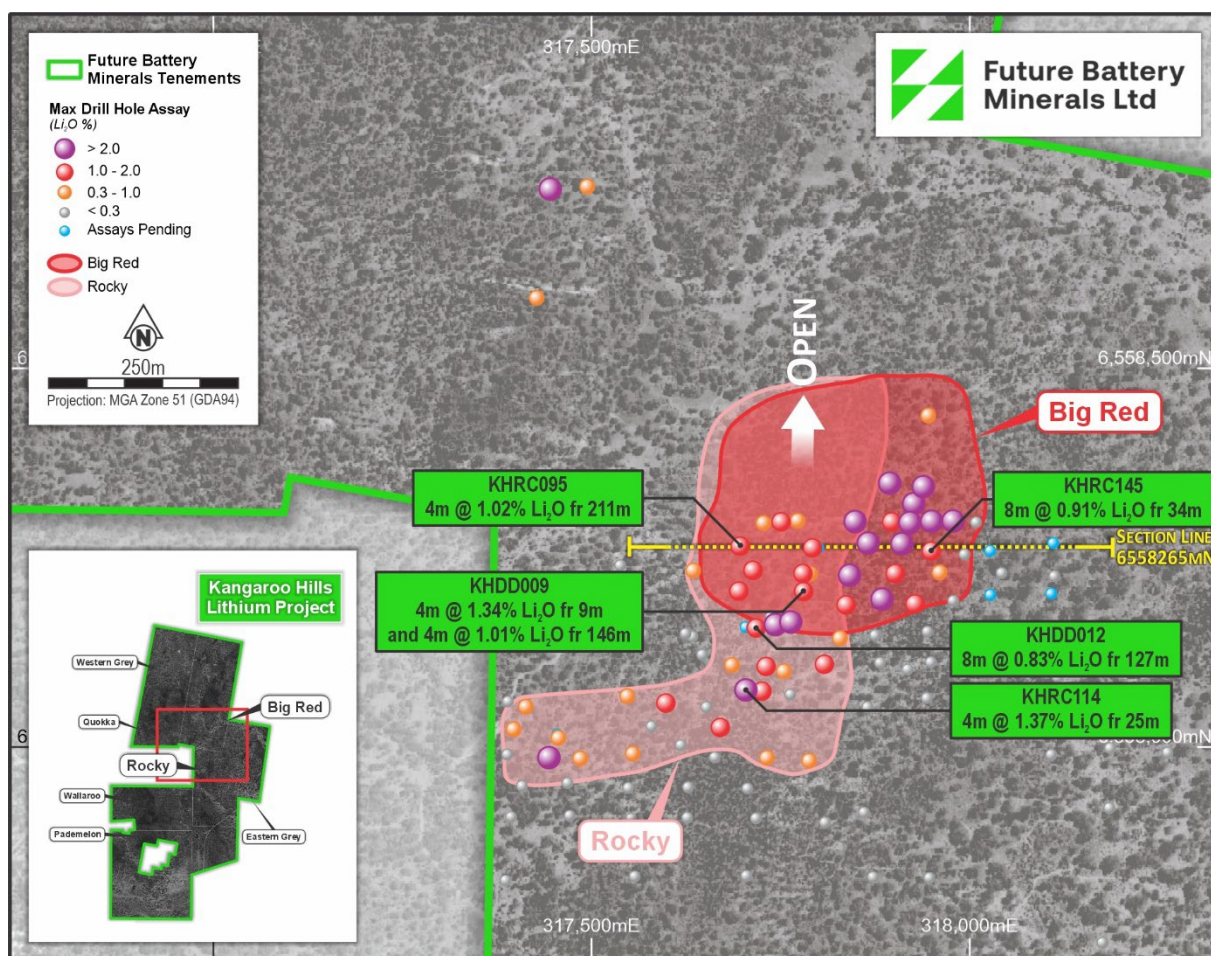 317,500mE
Future Battery
Minerals Tenements
Max Drill Hole Assay
(Li₂O %)
> 2.0
1.0 - 2.0
0.3 - 1.0
< 0.3
Assays Pending
Big Red
Rocky
N
250m
Projection: MGA Zone 51 (GDA94)
Future Battery
Minerals Ltd
OPEN
6,558,500mN
Big Red
KHRC095
4m @ 1.02% Li₂O fr 211m
KHRC145
8m @ 0.91% Li₂O fr 34m
SECTION LINE
6558265mN
KHDD009
4m @ 1.34% Li₂O fr 9m
and 4m @ 1.01% Li₂O fr 146m
KHDD012
8m @ 0.83% Li₂O fr 127m
KHRC114
4m @ 1.37% Li₂O fr 25m
Rocky
Kangaroo Hills
Lithium Project
Western Grey
Big Red
Quokka
Rocky
Wallaroo
Pademelon
Eastern Grey
317,500mE
318,000mE